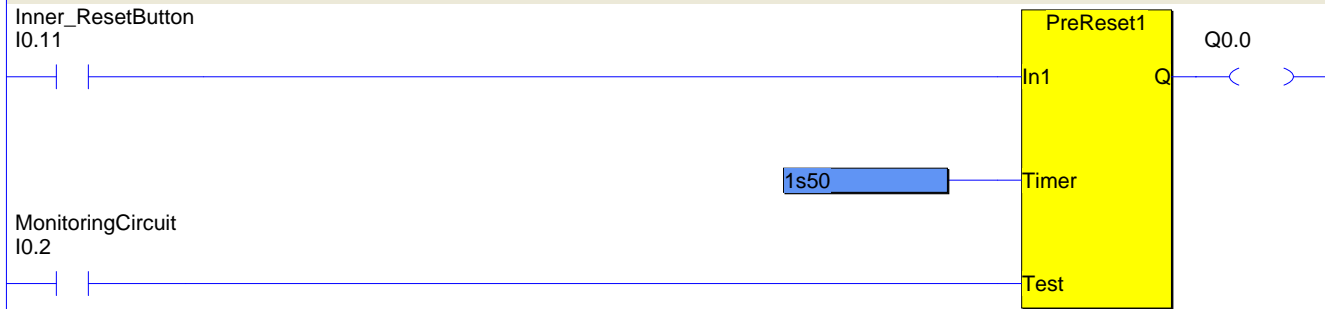 Inner_ResetButton
I0.11
PreReset1
Q0.0
In1
Q
1s50
Timer
MonitoringCircuit
I0.2
Test